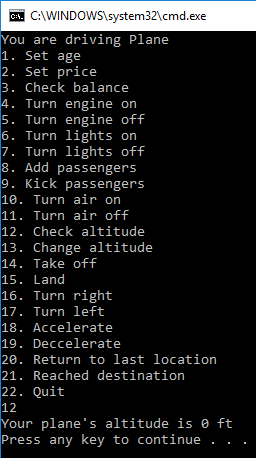 C:\WINDOWS\system32\cmd.exe
You are driving Plane
1. Set age
2. Set price
3. Check balance
4. Turn engine on
5. Turn engine off
6. Turn lights on
7. Turn lights off
8. Add passengers
9. Kick passengers
10. Turn air on
11. Turn air off
12. Check altitude
13. Change altitude
14. Take off
15. Land
16. Turn right
17. Turn left
18. Accelerate
19. Deccelerate
20. Return to last location
21. Reached destination
22. Quit
12
Your plane's altitude is 0 ft
Press any key to continue . . .